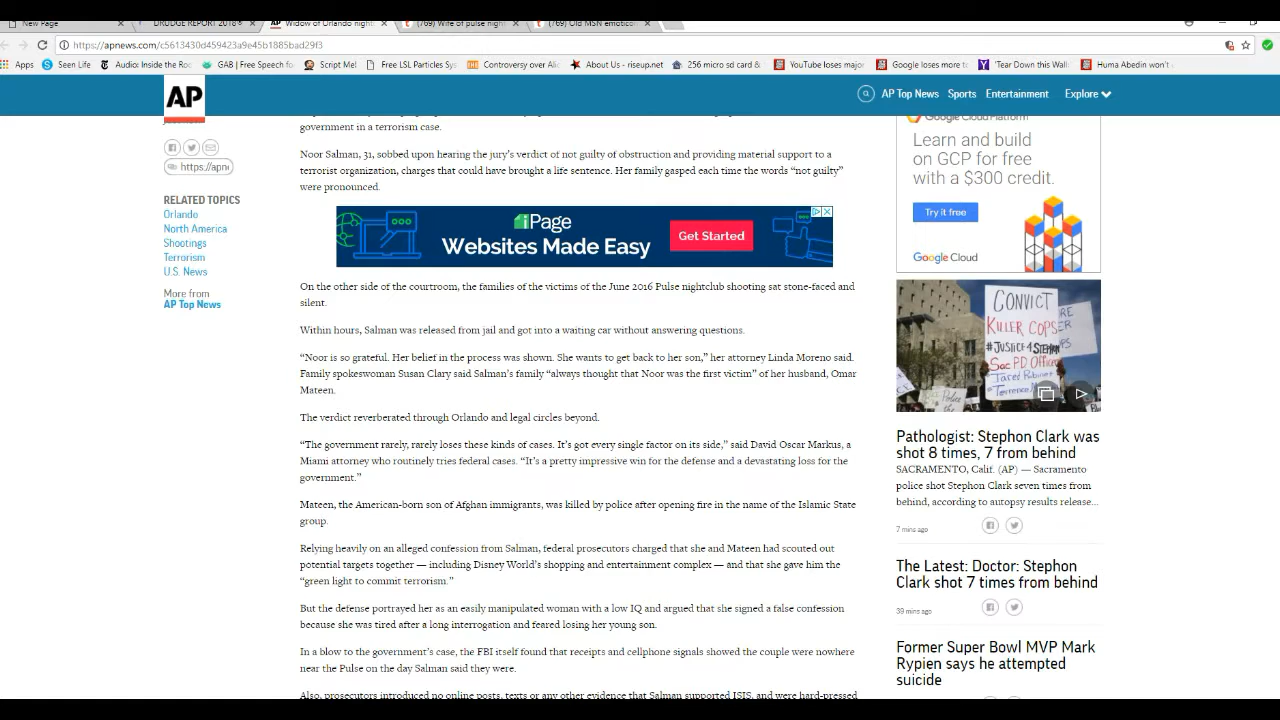 New Page
DRUDGE REPORT 2018®
Widow of Orlando night
(769) Wife of pulse nigh
(769) Old MSN emotico
https://apnews.com/c5613430d459423a9e45b1885bad29f3
Apps
Seen Life
Audio: Inside the Roc
GAB | Free Speech fo
Script Me!
Free LSL Particles Sys
Controversy over Ali
About Us - riseup.net
256 micro sd card &
YouTube loses major
Google loses more to
'Tear Down this Wall
Huma Abedin won't c
AP
AP Top News
Sports
Entertainment
Explore
https://apn
RELATED TOPICS
Orlando
North America
Shootings
Terrorism
U.S. News
More from
AP Top News
government in a terrorism case.
Noor Salman, 31, sobbed upon hearing the jury's verdict of not guilty of obstruction and providing material support to a
terrorist organization, charges that could have brought a life sentence. Her family gasped each time the words “not guilty”
were pronounced.
iPage
Websites Made Easy
Get Started
On the other side of the courtroom, the families of the victims of the June 2016 Pulse nightclub shooting sat stone-faced and
silent.
Within hours, Salman was released from jail and got into a waiting car without answering questions.
“Noor is so grateful. Her belief in the process was shown. She wants to get back to her son,” her attorney Linda Moreno said.
Family spokeswoman Susan Clary said Salman’s family “always thought that Noor was the first victim” of her husband, Omar
Mateen.
The verdict reverberated through Orlando and legal circles beyond.
“The government rarely, rarely loses these kinds of cases. It’s got every single factor on its side,” said David Oscar Markus, a
Miami attorney who routinely tries federal cases. “It’s a pretty impressive win for the defense and a devastating loss for the
government.”
Mateen, the American-born son of Afghan immigrants, was killed by police after opening fire in the name of the Islamic State
group.
Relying heavily on an alleged confession from Salman, federal prosecutors charged that she and Mateen had scouted out
potential targets together — including Disney World’s shopping and entertainment complex — and that she gave him the
“green light to commit terrorism.”
But the defense portrayed her as an easily manipulated woman with a low IQ and argued that she signed a false confession
because she was tired after a long interrogation and feared losing her young son.
In a blow to the government’s case, the FBI itself found that receipts and cellphone signals showed the couple were nowhere
near the Pulse on the day Salman said they were.
Also, prosecutors introduced no online posts, texts or any other evidence that Salman supported ISIS, and were hard-pressed
Google Cloud Platform
Learn and build
on GCP for free
with a $300 credit.
Try it free
Google Cloud
CONVICT
KILLER COPS
#JUSTICE4STEPHON
Sac PD Officers
Pathologist: Stephon Clark was
shot 8 times, 7 from behind
SACRAMENTO, Calif. (AP) — Sacramento
police shot Stephon Clark seven times from
behind, according to autopsy results release...
7 mins ago
The Latest: Doctor: Stephon
Clark shot 7 times from behind
39 mins ago
Former Super Bowl MVP Mark
Rypien says he attempted
suicide